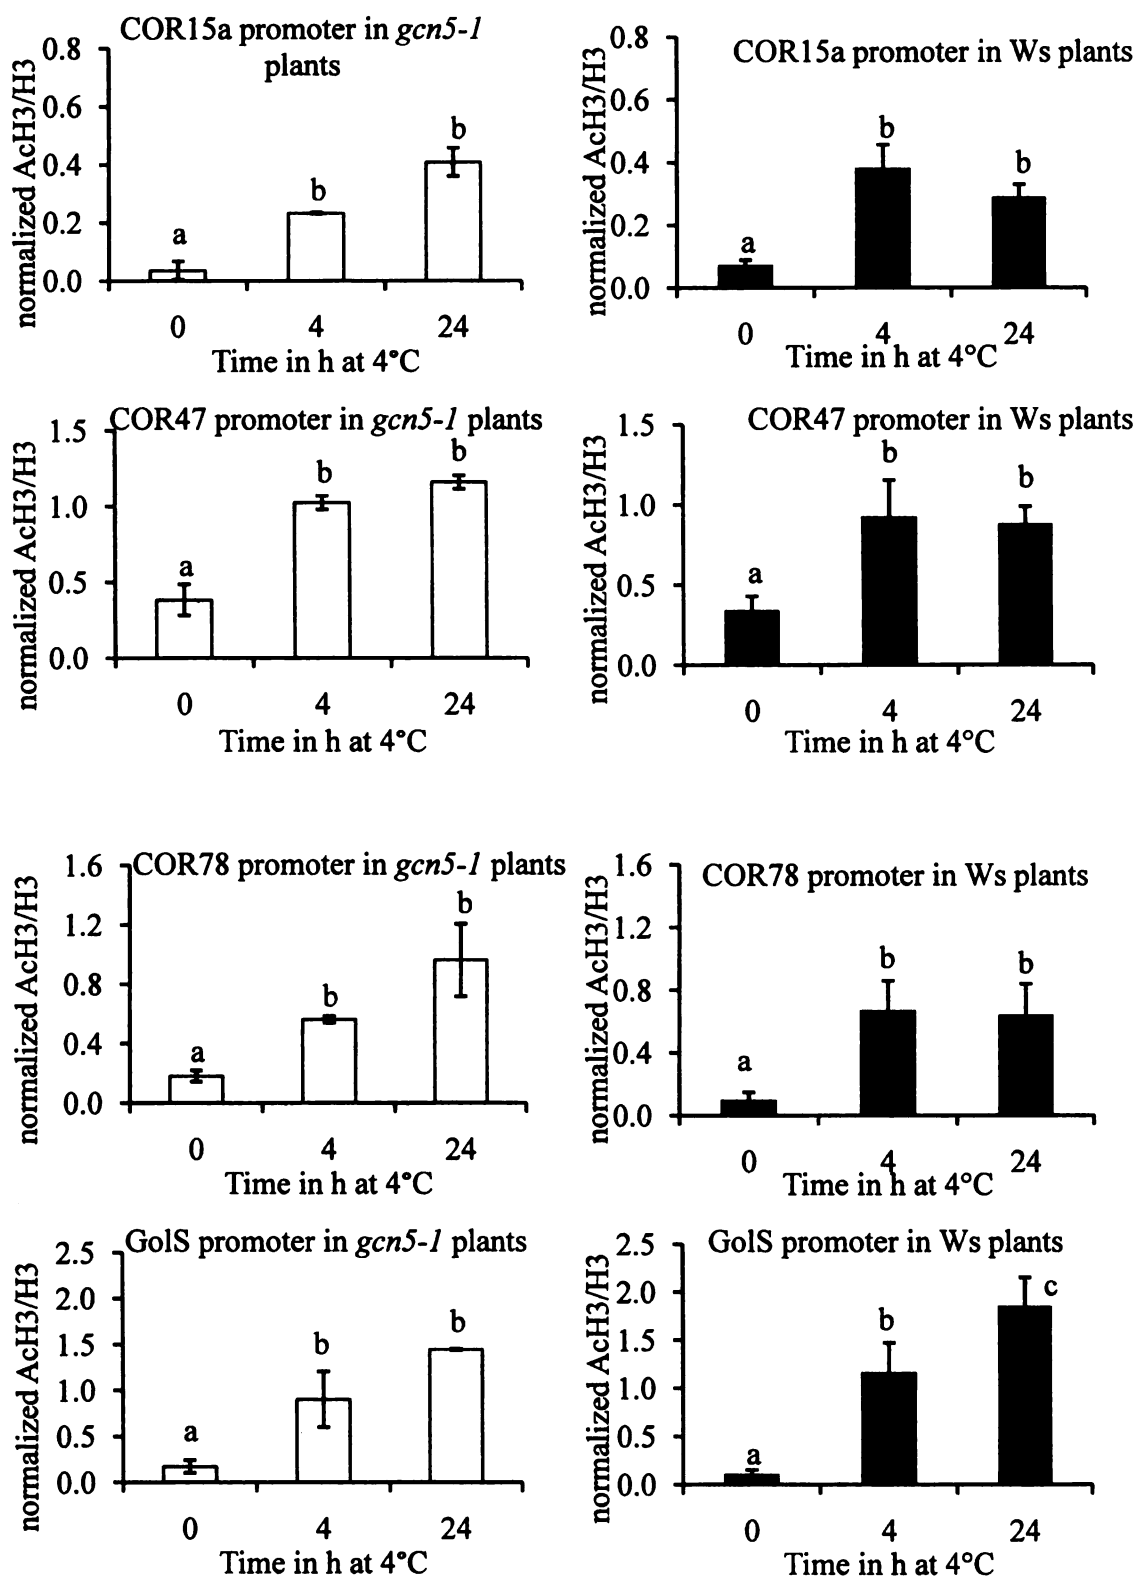 COR15a promoter in gcn5-1
plants
normalized AcH3/H3
0.8
0.6
0.4
0.2
0.0
a
b
b
0 4 24
Time in h at 4°C
COR15a promoter in Ws plants
normalized AcH3/H3
0.8
0.6
0.4
0.2
0.0
a
b
b
0 4 24
Time in h at 4°C
COR47 promoter in gcn5-1 plants
normalized AcH3/H3
1.5
1.0
0.5
0.0
a
b
b
0 4 24
Time in h at 4°C
COR47 promoter in Ws plants
normalized AcH3/H3
1.5
1.0
0.5
0.0
a
b
b
0 4 24
Time in h at 4°C
COR78 promoter in gcn5-1 plants
normalized AcH3/H3
1.6
1.2
0.8
0.4
0.0
a
b
b
0 4 24
Time in h at 4°C
COR78 promoter in Ws plants
normalized AcH3/H3
1.6
1.2
0.8
0.4
0.0
a
b
b
0 4 24
Time in h at 4°C
GolS promoter in gcn5-1 plants
normalized AcH3/H3
2.5
2.0
1.5
1.0
0.5
0.0
a
b
b
0 4 24
Time in h at 4°C
GolS promoter in Ws plants
normalized AcH3/H3
2.5
2.0
1.5
1.0
0.5
0.0
a
b
c
0 4 24
Time in h at 4°C